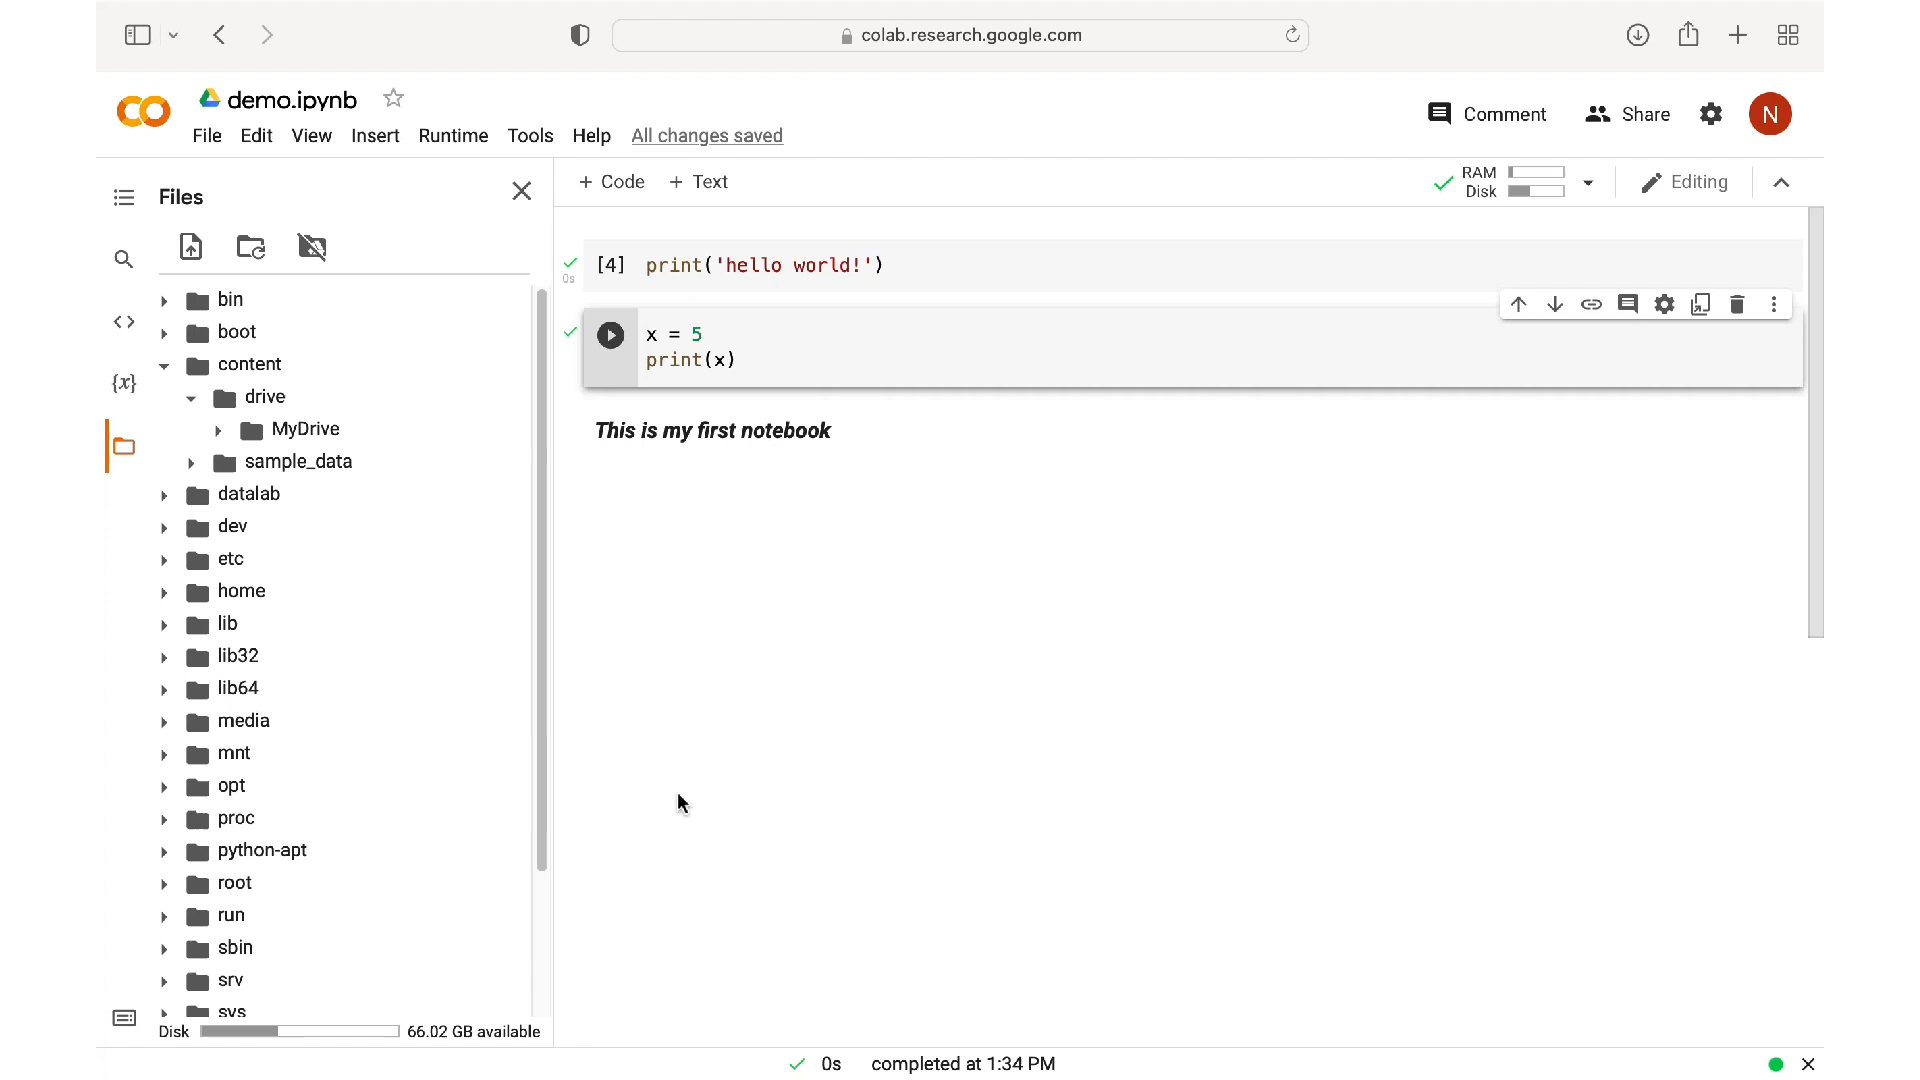 colab.research.google.com
demo.ipynb
File Edit View Insert Runtime Tools Help All changes saved
Comment Share N
Files
+ Code + Text
RAM
Disk
Editing
[4] print('hello world!')
0s
x = 5
print(x)
This is my first notebook
{x}
bin
boot
content
drive
MyDrive
sample_data
datalab
dev
etc
home
lib
lib32
lib64
media
mnt
opt
proc
python-apt
root
run
sbin
srv
sys
Disk 66.02 GB available
0s completed at 1:34 PM